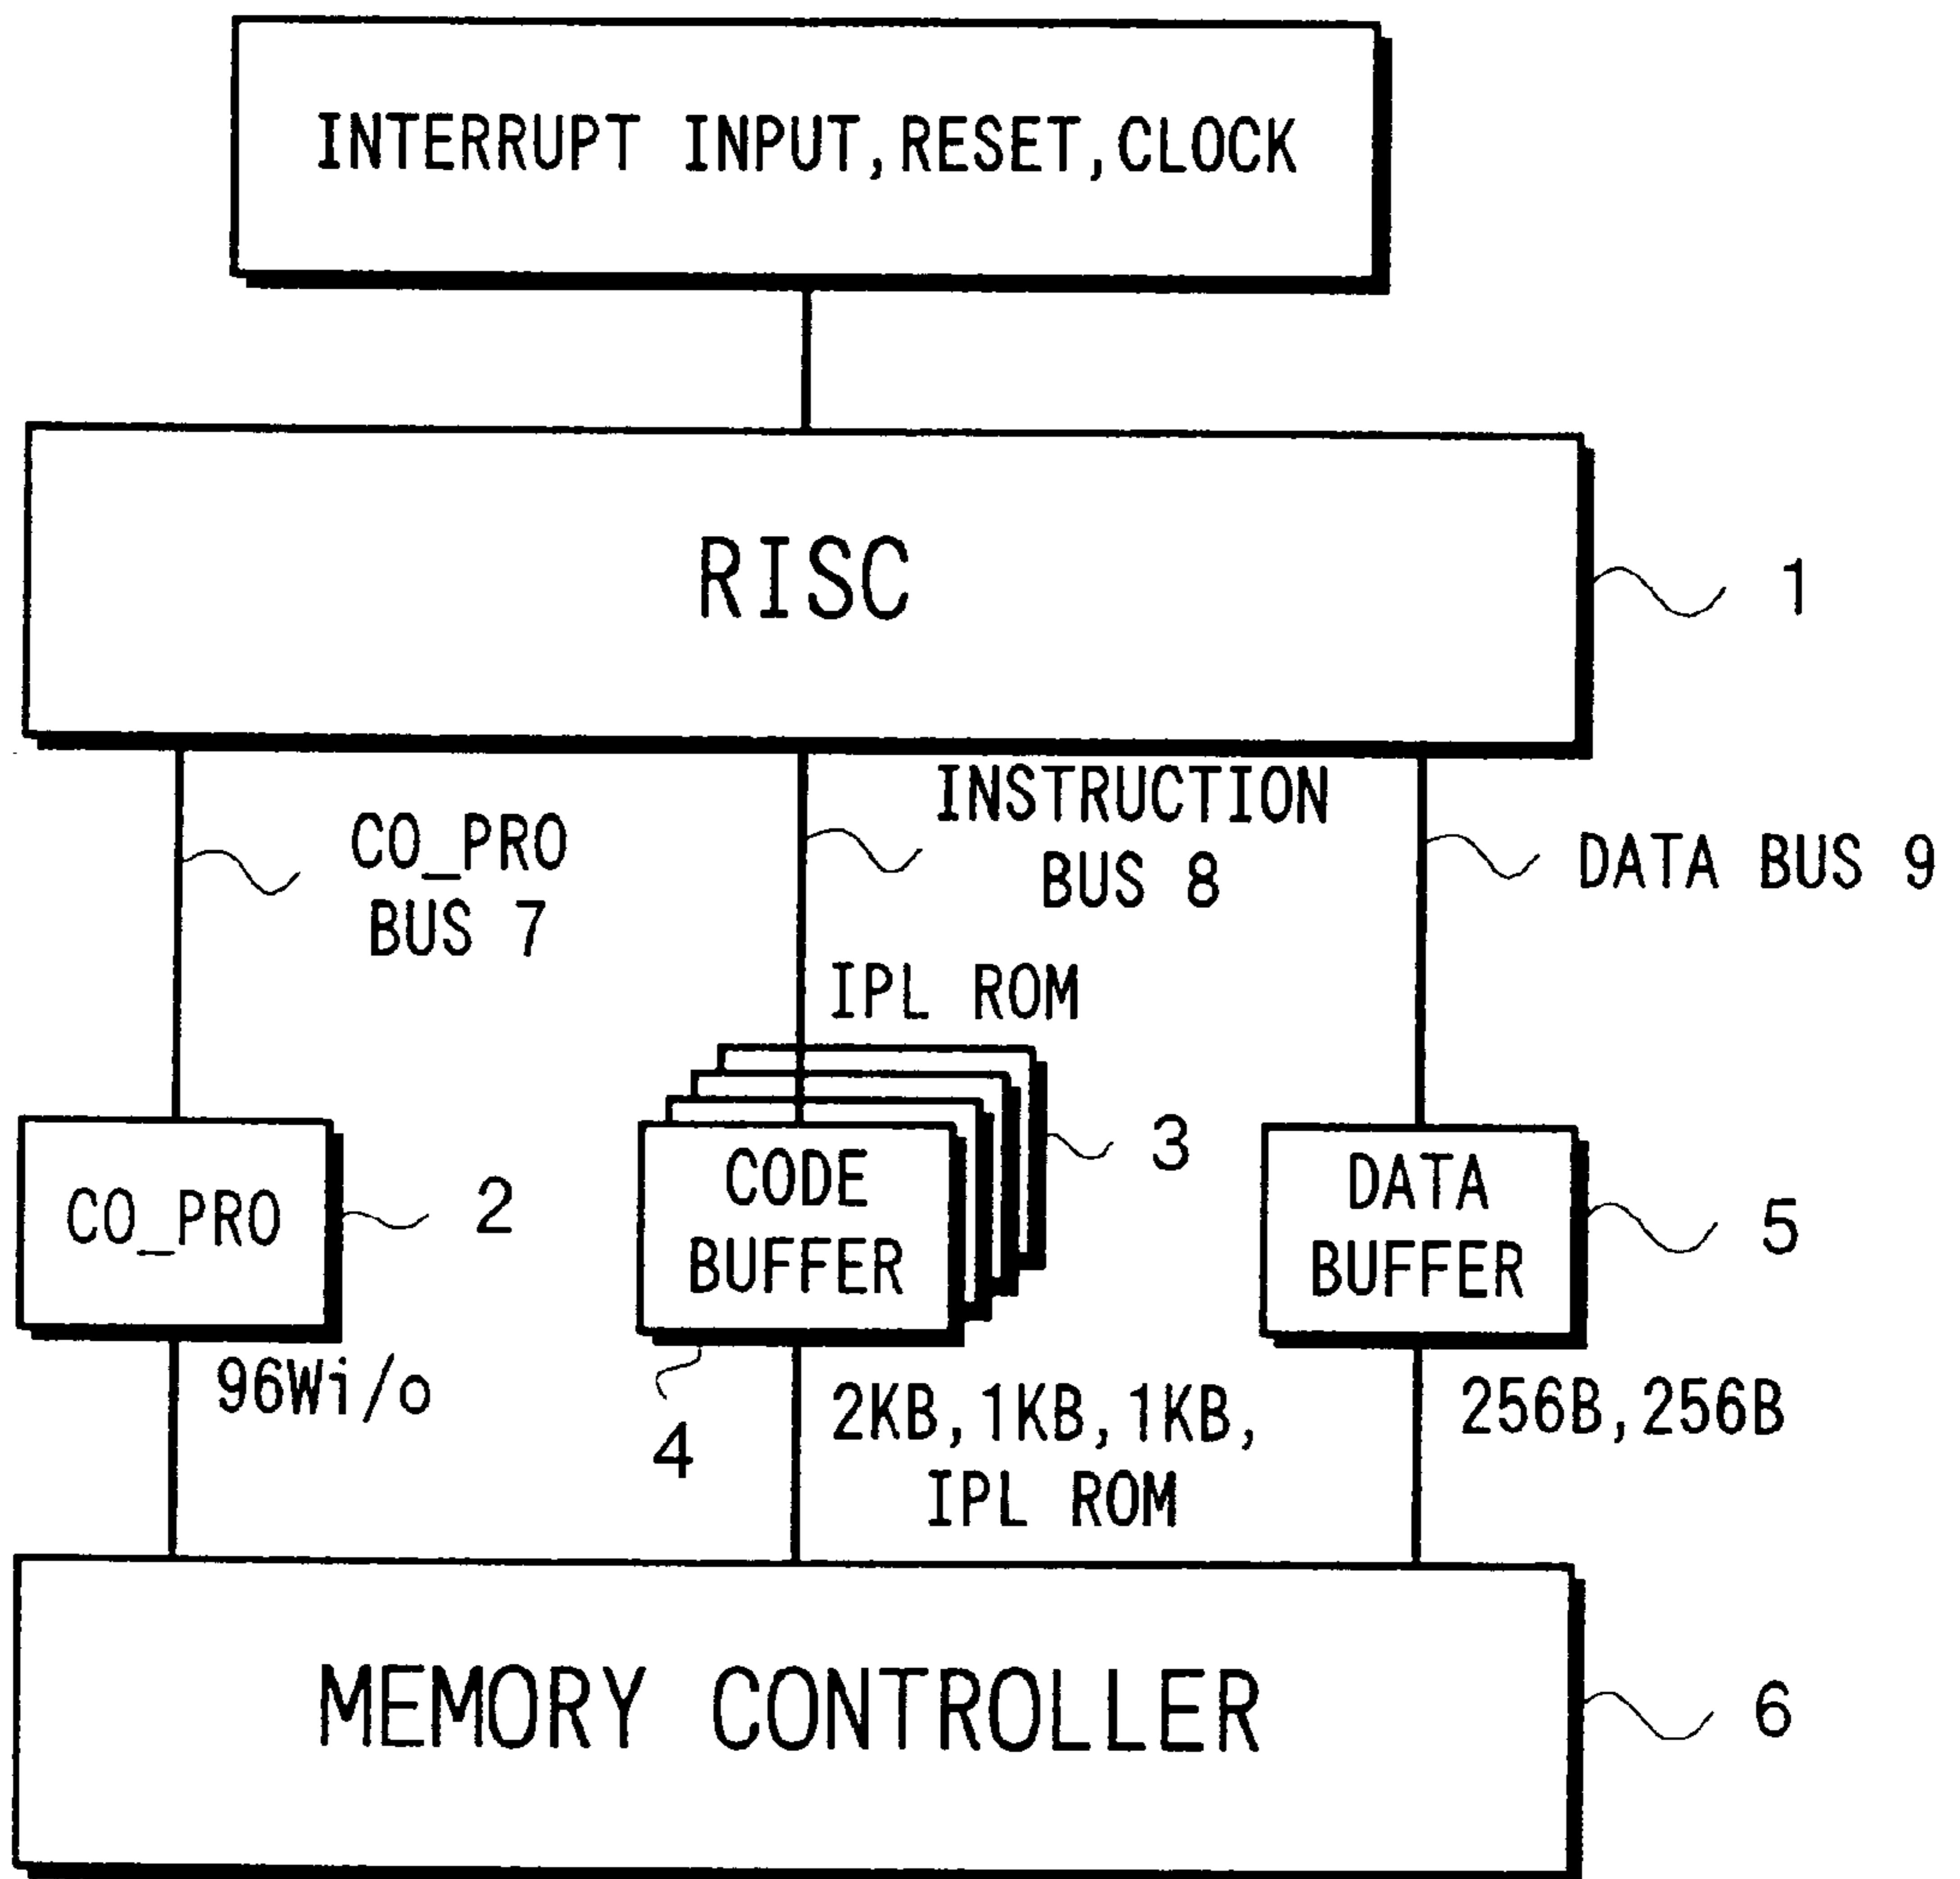 INTERRUPT INPUT,RESET,CLOCK
RISC
1
CO_PRO
BUS 7
INSTRUCTION
BUS 8
DATA BUS 9
IPL ROM
CO_PRO
2
CODE
BUFFER
3
DATA
BUFFER
5
96Wi/o
4
2KB,1KB,1KB,
IPL ROM
256B,256B
MEMORY CONTROLLER
6